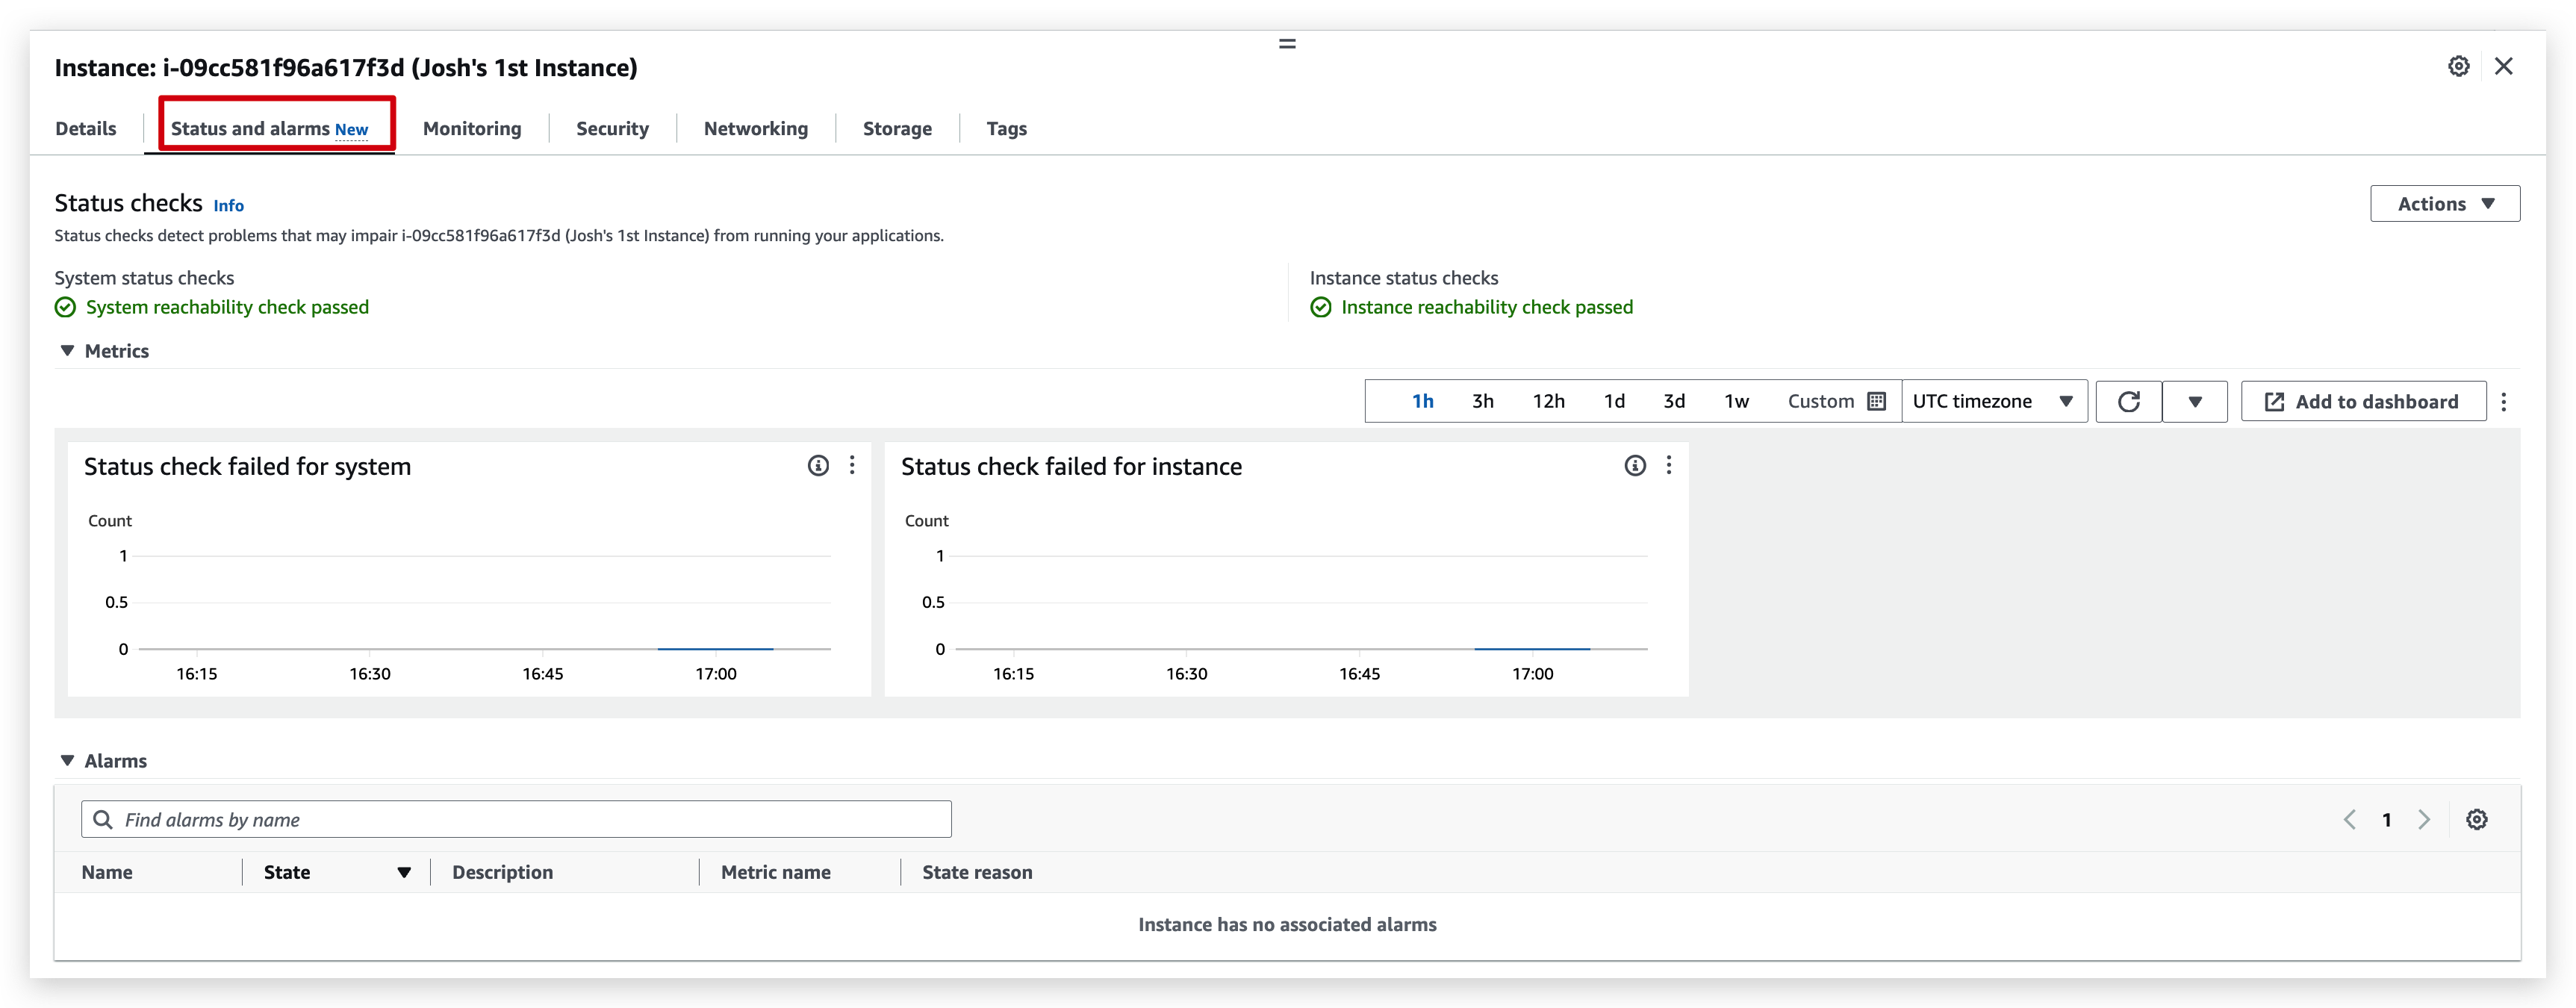 Instance: i-09cc581f96a617f3d (Josh's 1st Instance)
Details
Status and alarms New
Monitoring
Security
Networking
Storage
Tags
Status checks Info
Actions
Status checks detect problems that may impair i-09cc581f96a617f3d (Josh's 1st Instance) from running your applications.
System status checks
System reachability check passed
Instance status checks
Instance reachability check passed
Metrics
1h 3h 12h 1d 3d 1w Custom
UTC timezone
Add to dashboard
Status check failed for system
Count
1
0.5
0
16:15 16:30 16:45 17:00
Status check failed for instance
Count
1
0.5
0
16:15 16:30 16:45 17:00
Alarms
Find alarms by name
1
Name State Description Metric name State reason
Instance has no associated alarms